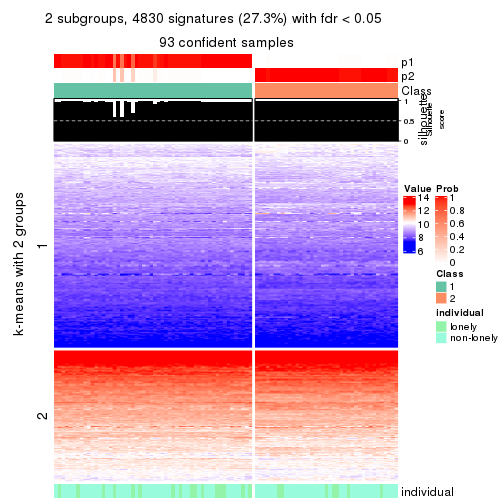 2 subgroups, 4830 signatures (27.3%) with fdr < 0.05
93 confident samples
p1
p2
Class
1
0.5
0
silhouette
Silhouette
score
k-means with 2 groups
1
2
Value
14
12
10
8
6
Prob
1
0.8
0.6
0.4
0.2
0
Class
1
2
individual
lonely
non-lonely
individual